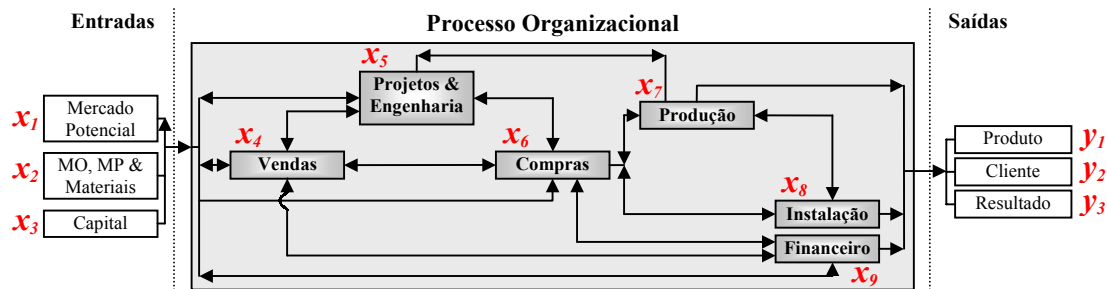 Entradas
Processo Organizacional
Saídas
x1
Mercado
Potencial
x2
MO, MP &
Materiais
x3
Capital
x4
Vendas
x5
Projetos &
Engenharia
x6
Compras
x7
Produção
x8
Instalação
Financeiro
x9
Produto
y1
Cliente
y2
Resultado
y3